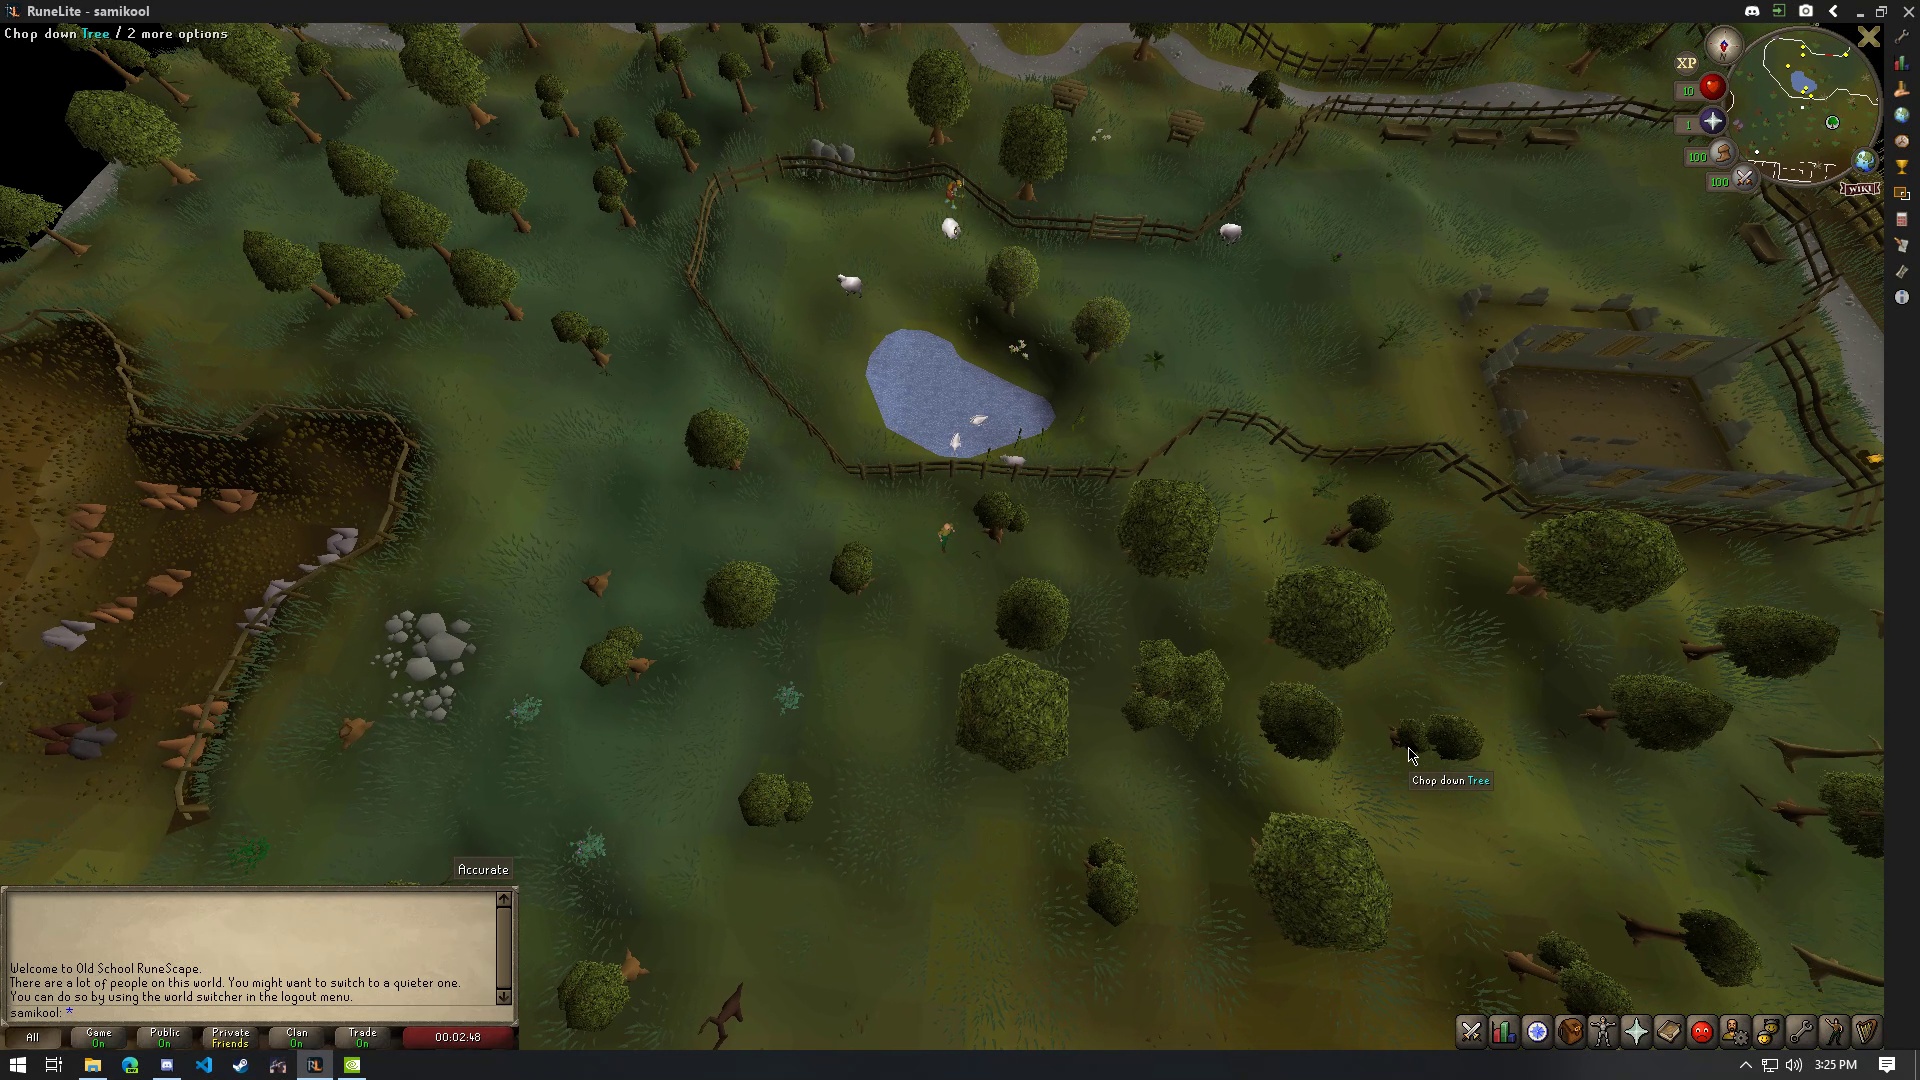 RuneLite - samikool
Chop down Tree / 2 more options
XP
10
1
100
100
WIKI
Chop down Tree
Accurate
Welcome to Old School RuneScape.
There are a lot of people on this world. You might want to switch to a quieter one.
You can do so by using the world switcher in the logout menu.
samikool: *
All
Game
On
Public
On
Private
Friends
Clan
On
Trade
On
00:02:48
3:25 PM